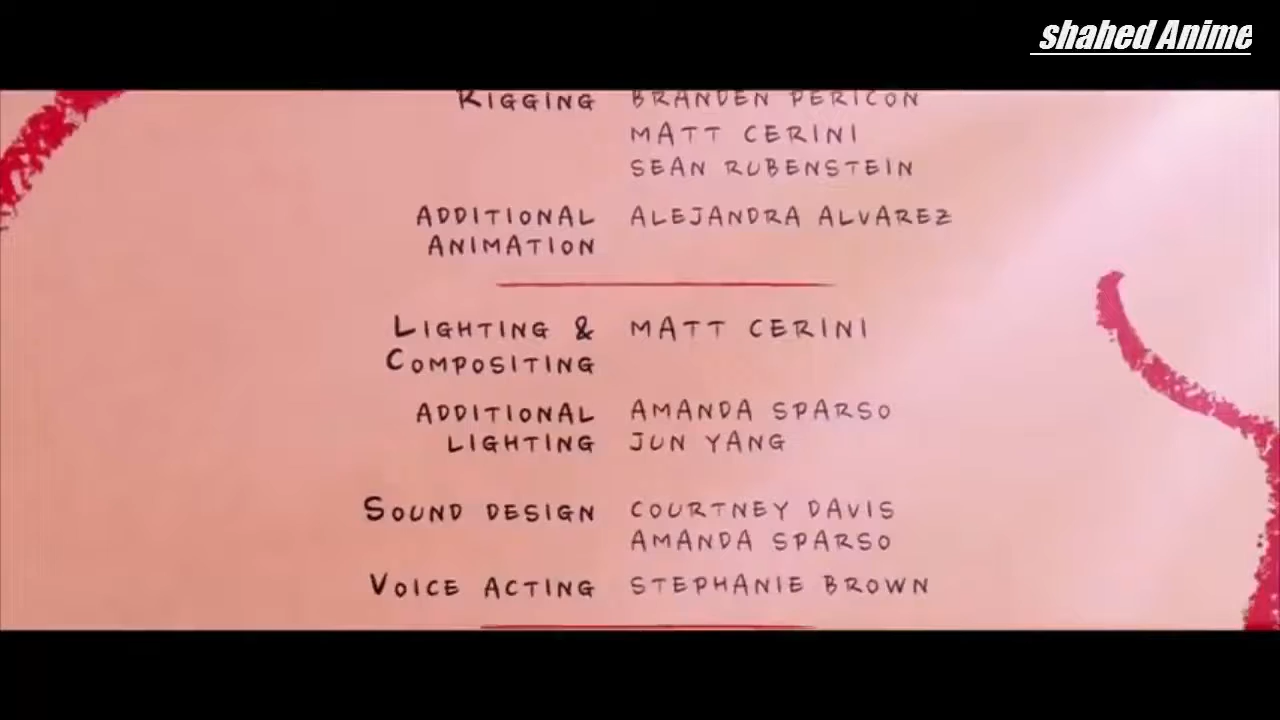 shahed Anime
RIGGING BRANDEN PERICON
MATT CERINI
SEAN RUBENSTEIN
ADDITIONAL ALEJANDRA ALVAREZ
ANIMATION
LIGHTING & MATT CERINI
COMPOSITING
ADDITIONAL AMANDA SPARSO
LIGHTING JUN YANG
SOUND DESIGN COURTNEY DAVIS
AMANDA SPARSO
VOICE ACTING STEPHANIE BROWN